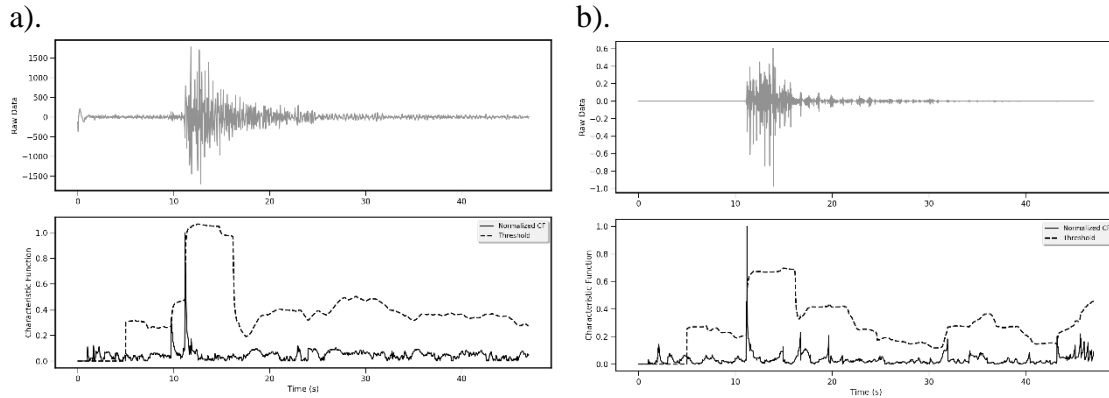 a).
1500
1000
500
0
-500
-1000
-1500
Raw Data
0 10 20 30 40
Normalized CF
Threshold
1.0
0.8
0.6
0.4
0.2
0.0
Characteristic Function
0 10 20 30 40
Time (s)
b).
0.6
0.4
0.2
0.0
-0.2
-0.4
-0.6
-0.8
-1.0
Raw Data
0 10 20 30 40
Normalized CF
Threshold
1.0
0.8
0.6
0.4
0.2
0.0
Characteristic Function
0 10 20 30 40
Time (s)